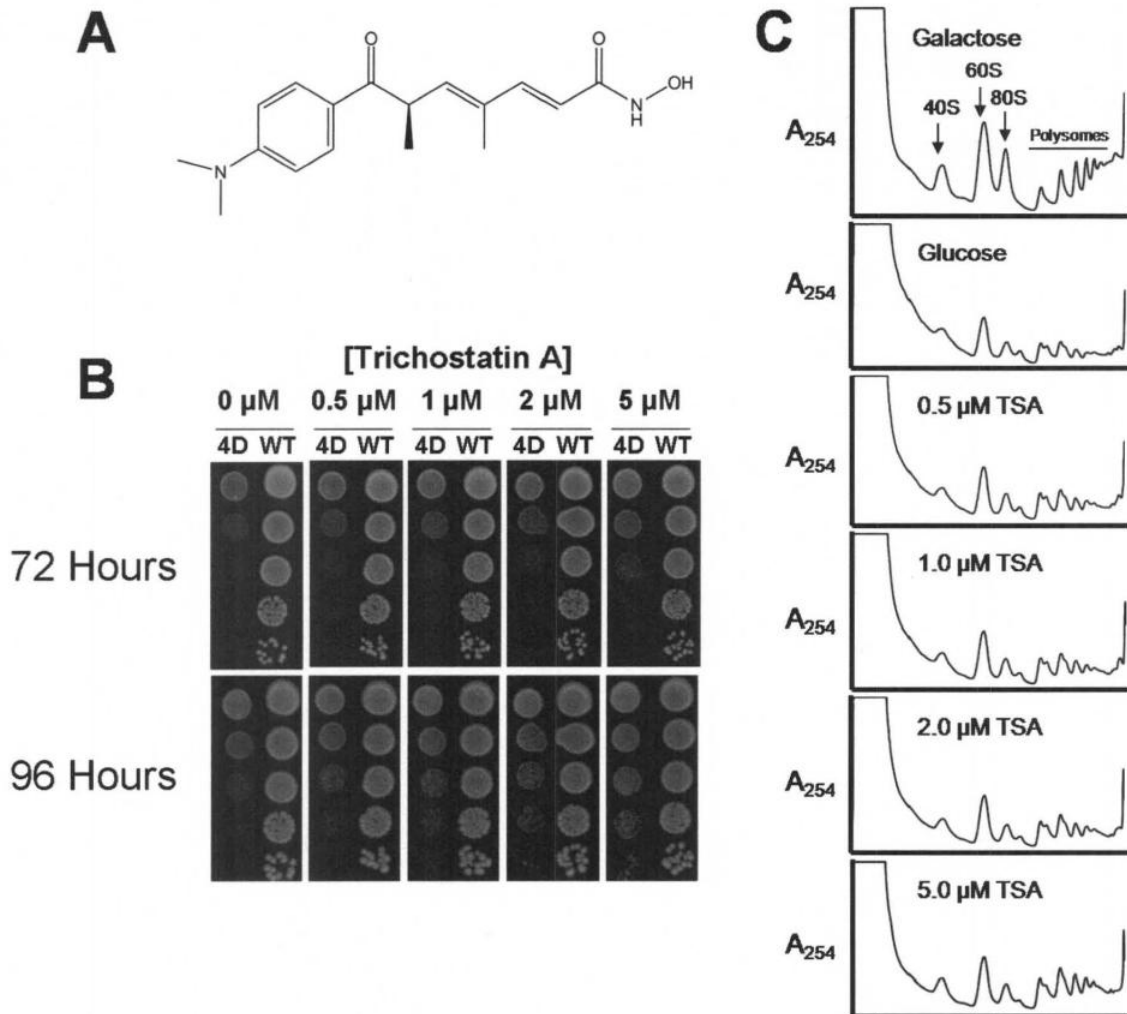 A
O
O
OH
N
H
N
B
[Trichostatin A]
0 µM 0.5 µM 1 µM 2 µM 5 µM
4D WT 4D WT 4D WT 4D WT 4D WT
72 Hours
96 Hours
C
Galactose
60S
40S
80S
Polysomes
A254
Glucose
A254
0.5 µM TSA
A254
1.0 µM TSA
A254
2.0 µM TSA
A254
5.0 µM TSA
A254